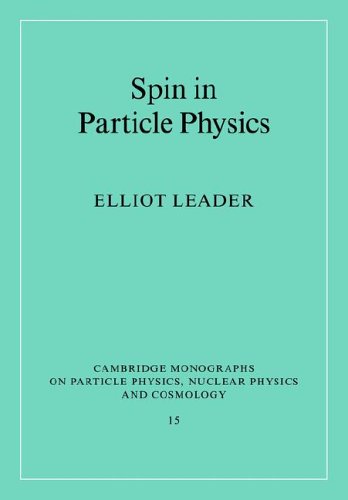 Spin in
Particle Physics
ELLIOT LEADER
CAMBRIDGE MONOGRAPHS
ON PARTICLE PHYSICS, NUCLEAR PHYSICS
AND COSMOLOGY
15